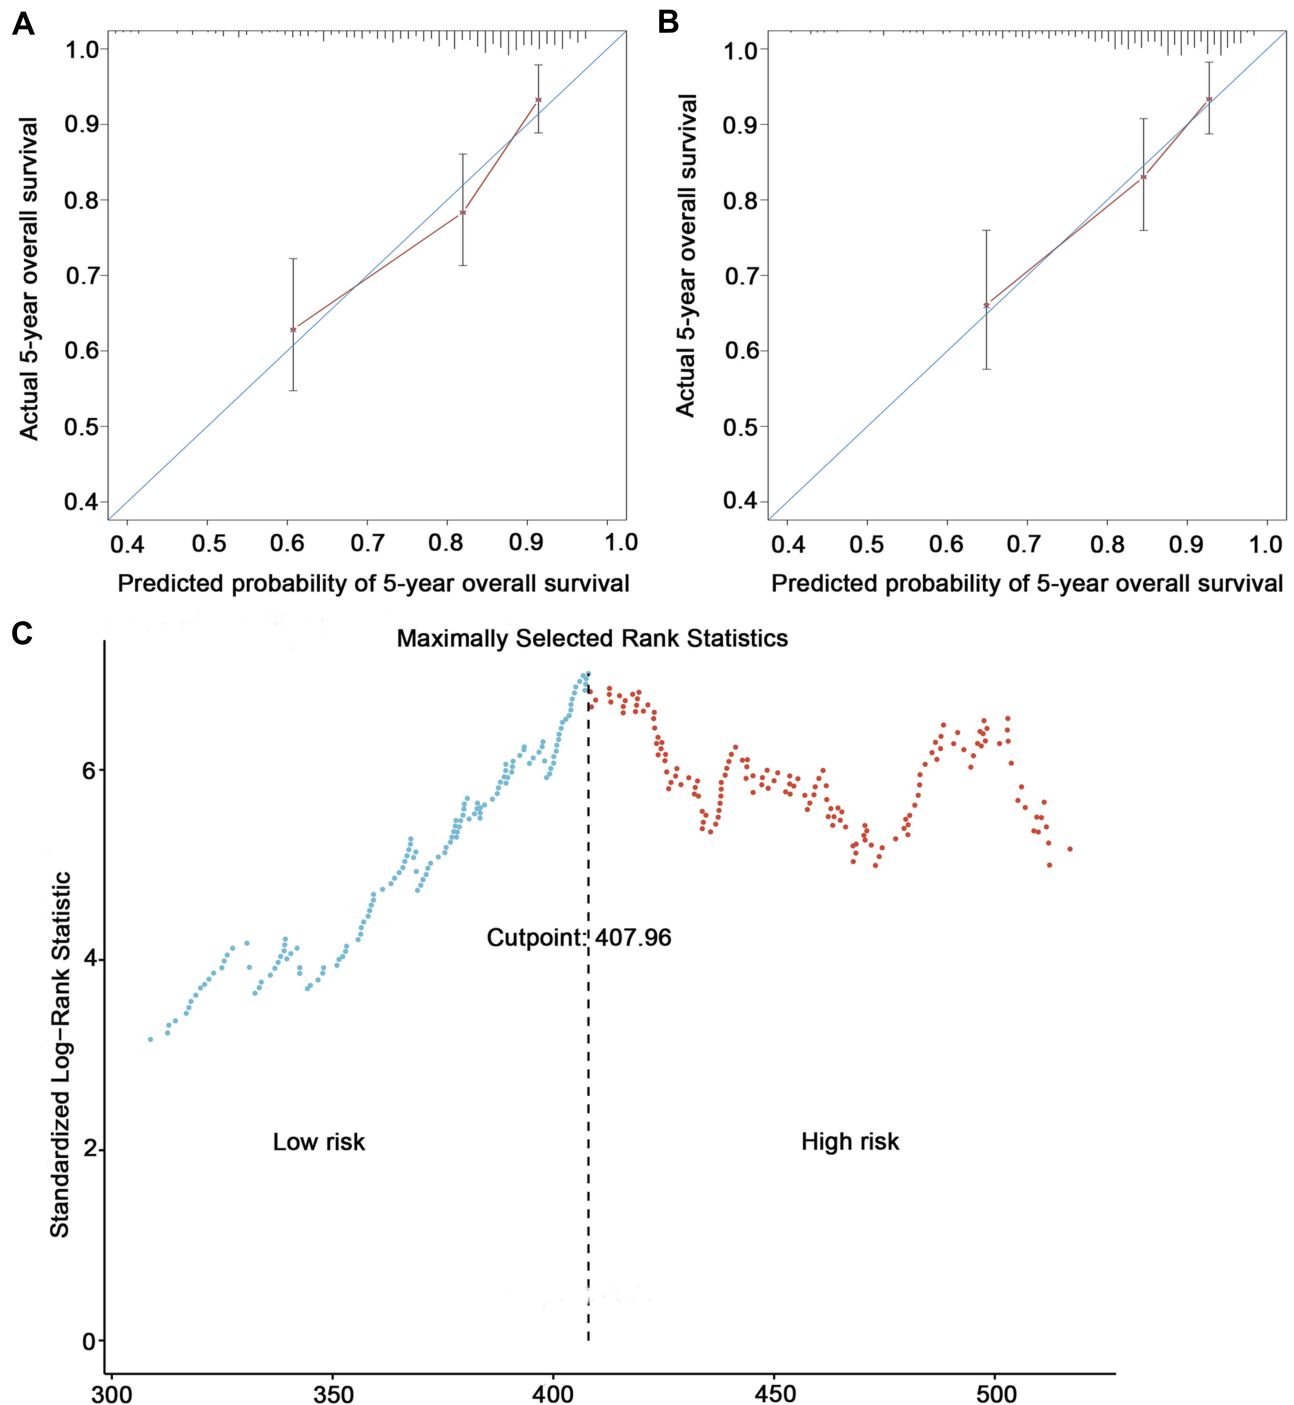 A
B
1.0
0.9
0.8
0.7
0.6
0.5
0.4
Actual 5-year overall survival
0.4 0.5 0.6 0.7 0.8 0.9 1.0
Predicted probability of 5-year overall survival
1.0
0.9
0.8
0.7
0.6
0.5
0.4
Actual 5-year overall survival
0.4 0.5 0.6 0.7 0.8 0.9 1.0
Predicted probability of 5-year overall survival
C
Maximally Selected Rank Statistics
Standardized Log–Rank Statistic
6
4
2
0
Cutpoint: 407.96
Low risk
High risk
300 350 400 450 500